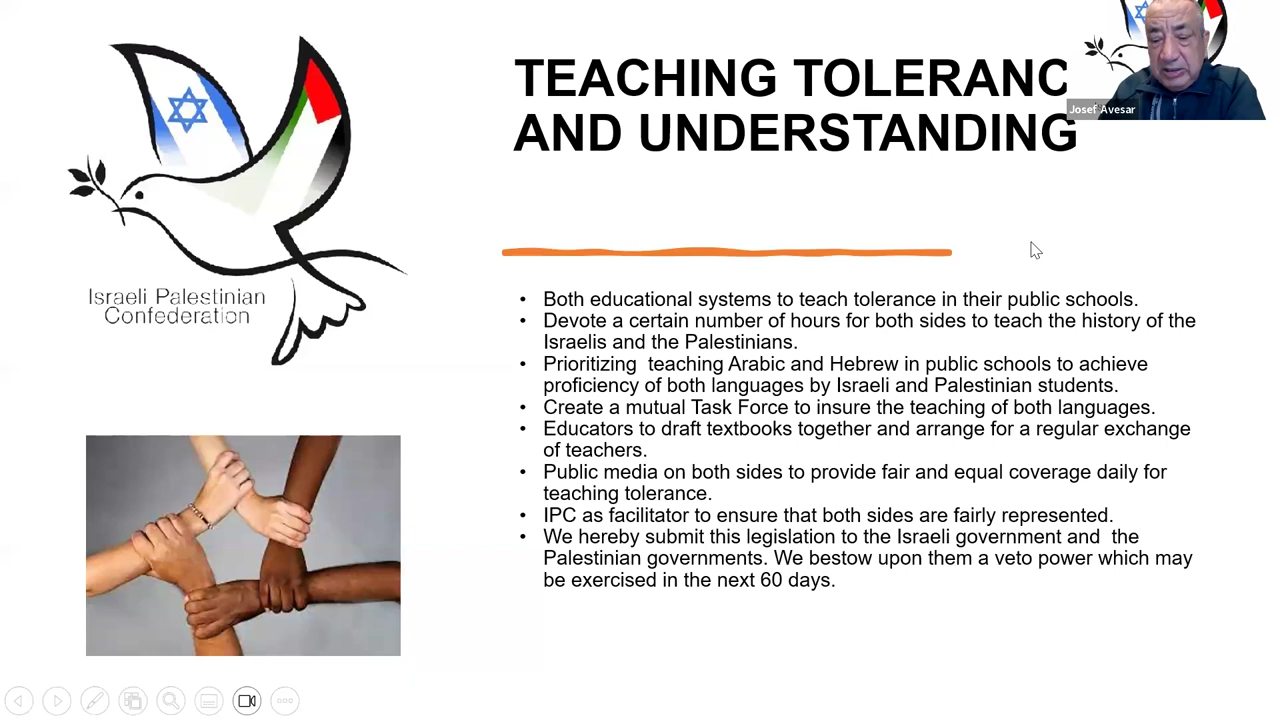 TEACHING TOLERANC
AND UNDERSTANDING
Josef Avesar
Israeli Palestinian
Confederation
• Both educational systems to teach tolerance in their public schools.
• Devote a certain number of hours for both sides to teach the history of the
Israelis and the Palestinians.
• Prioritizing  teaching Arabic and Hebrew in public schools to achieve
proficiency of both languages by Israeli and Palestinian students.
• Create a mutual Task Force to insure the teaching of both languages.
• Educators to draft textbooks together and arrange for a regular exchange
of teachers.
• Public media on both sides to provide fair and equal coverage daily for
teaching tolerance.
• IPC as facilitator to ensure that both sides are fairly represented.
• We hereby submit this legislation to the Israeli government and  the
Palestinian governments. We bestow upon them a veto power which may
be exercised in the next 60 days.